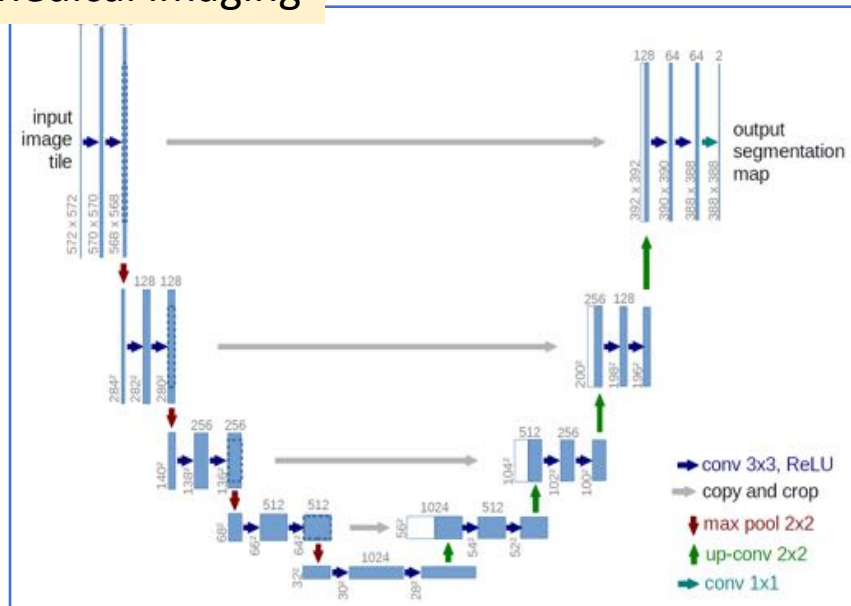 medical imaging
input
image
tile
572 x 572
570 x 570
568 x 568
128 128
284²
282²
280²
256 256
140²
138²
136²
512 512
68²
66²
64²
1024
32²
30²
28²
1024 512
56²
54²
52²
512 256
104²
102²
100²
256 128
200²
198²
196²
128 64 64 2
392 x 392
390 x 390
388 x 388
388 x 388
output
segmentation
map
conv 3x3, ReLU
copy and crop
max pool 2x2
up-conv 2x2
conv 1x1